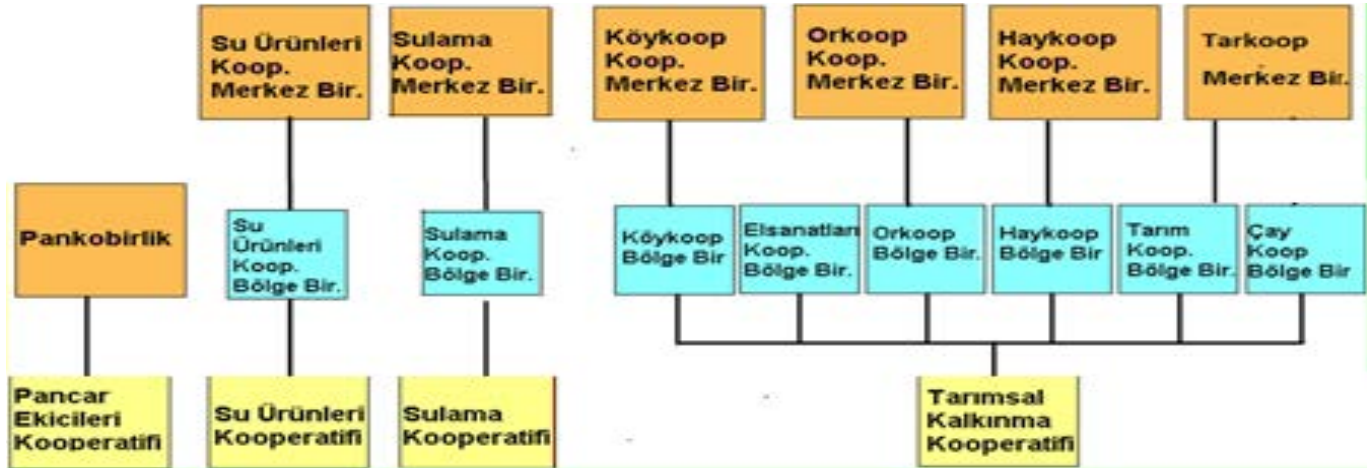 Su Ürünleri
Koop.
Merkez Bir.
Sulama
Koop.
Merkez Bir.
Köykoop
Koop.
Merkez Bir.
Orkoop
Koop.
Merkez Bir.
Haykoop
Koop.
Merkez Bir.
Tarkoop
Merkez Bir.
Pankobirlik
Su
Ürünleri
Koop.
Bölge Bir.
Sulama
Koop.
Bölge Bir.
Köykoop
Bölge Bir
Elsanatları
Koop.
Bölge Bir.
Orkoop
Bölge Bir.
Haykoop
Bölge Bir
Tarım
Koop.
Bölge Bir.
Çay
Koop
Bölge Bir
Pancar
Ekicileri
Kooperatifi
Su Ürünleri
Kooperatifi
Sulama
Kooperatifi
Tarımsal
Kalkınma
Kooperatifi